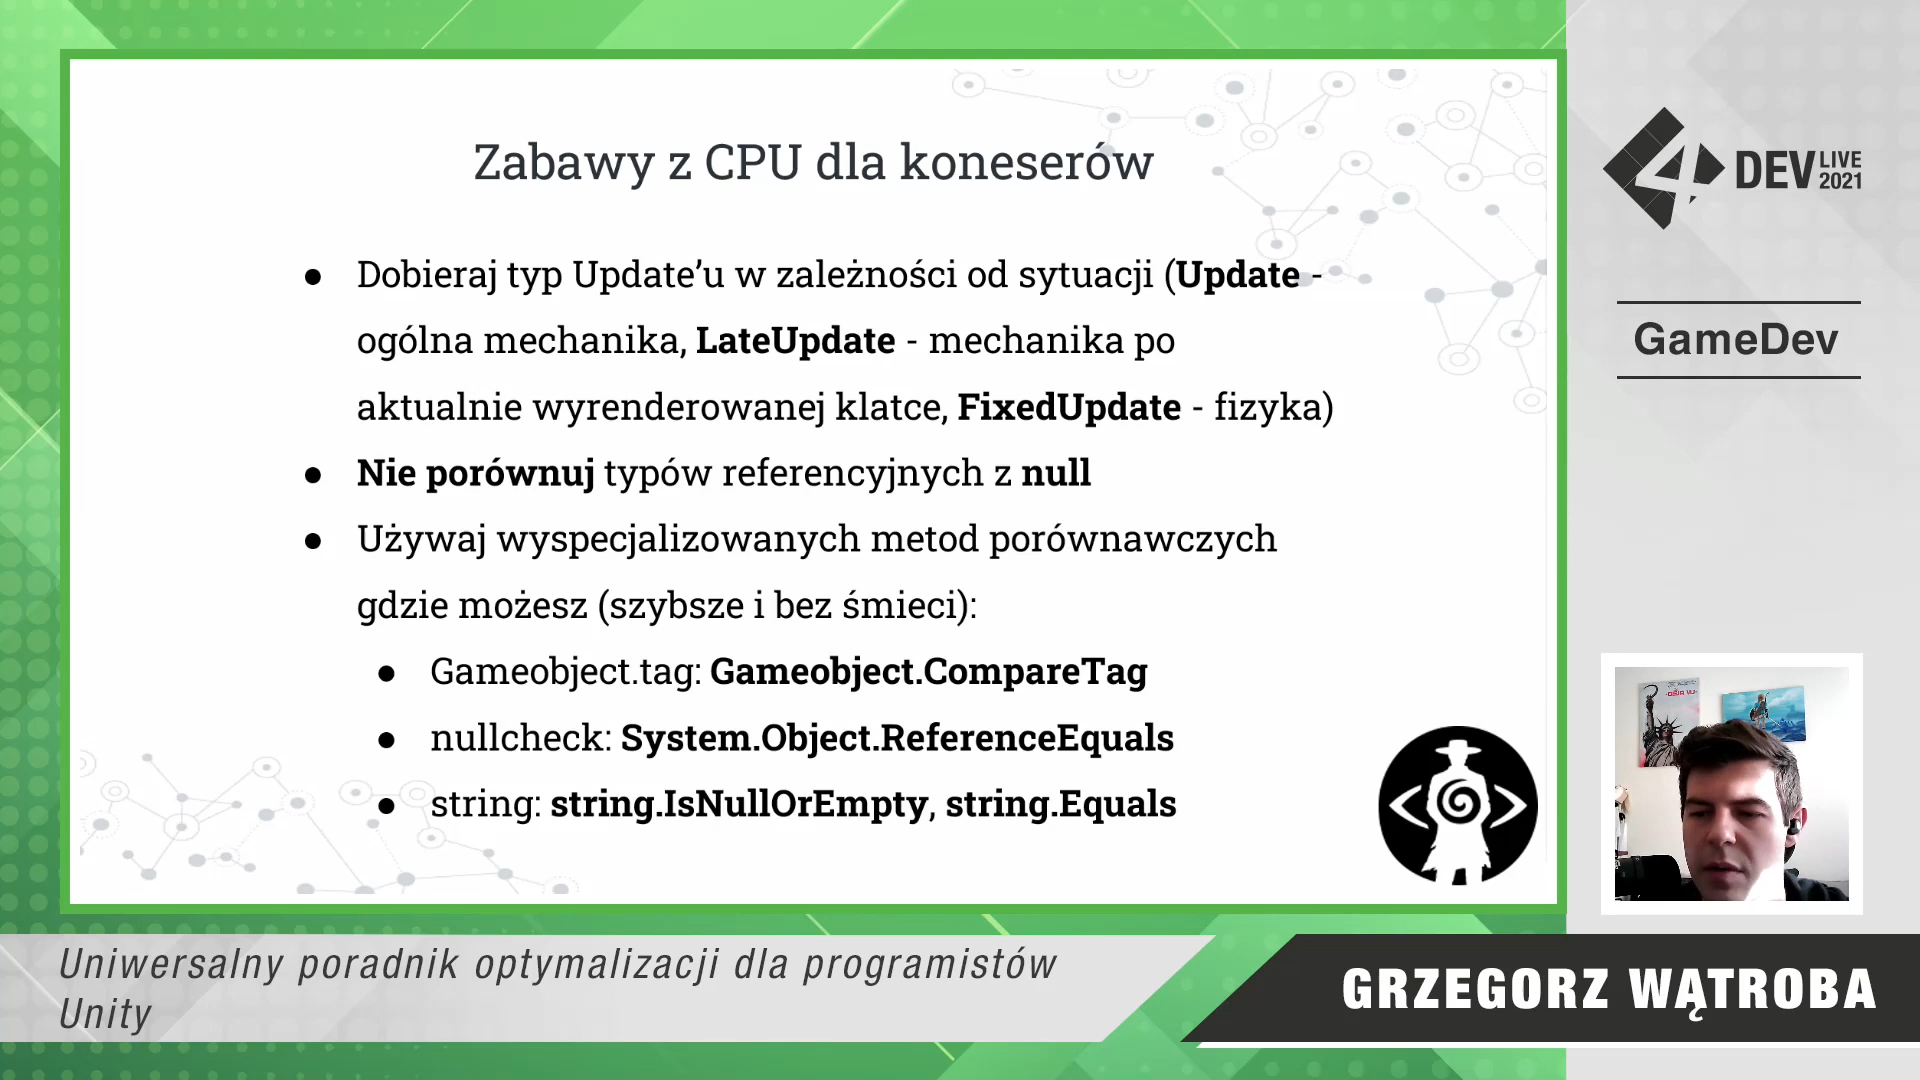 Zabawy z CPU dla koneserów
● Dobieraj typ Update’u w zależności od sytuacji (Update -
ogólna mechanika, LateUpdate - mechanika po
aktualnie wyrenderowanej klatce, FixedUpdate - fizyka)
● Nie porównuj typów referencyjnych z null
● Używaj wyspecjalizowanych metod porównawczych
gdzie możesz (szybsze i bez śmieci):
● Gameobject.tag: Gameobject.CompareTag
● nullcheck: System.Object.ReferenceEquals
● string: string.IsNullOrEmpty, string.Equals
4 DEV LIVE 2021
GameDev
Uniwersalny poradnik optymalizacji dla programistów
Unity
GRZEGORZ WĄTROBA